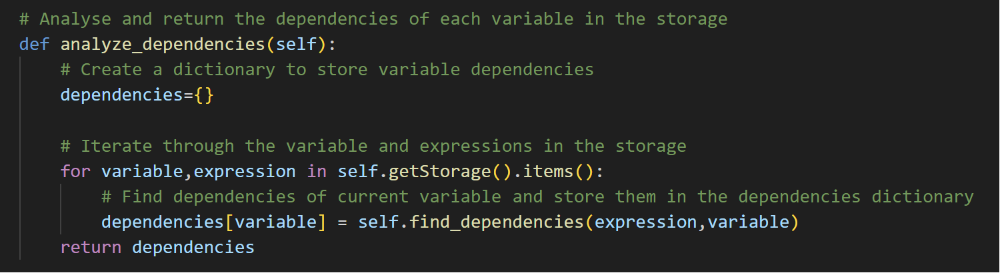 # Analyse and return the dependencies of each variable in the storage
def analyze_dependencies(self):
    # Create a dictionary to store variable dependencies
    dependencies={}

    # Iterate through the variable and expressions in the storage
    for variable,expression in self.getStorage().items():
        # Find dependencies of current variable and store them in the dependencies dictionary
        dependencies[variable] = self.find_dependencies(expression,variable)
    return dependencies